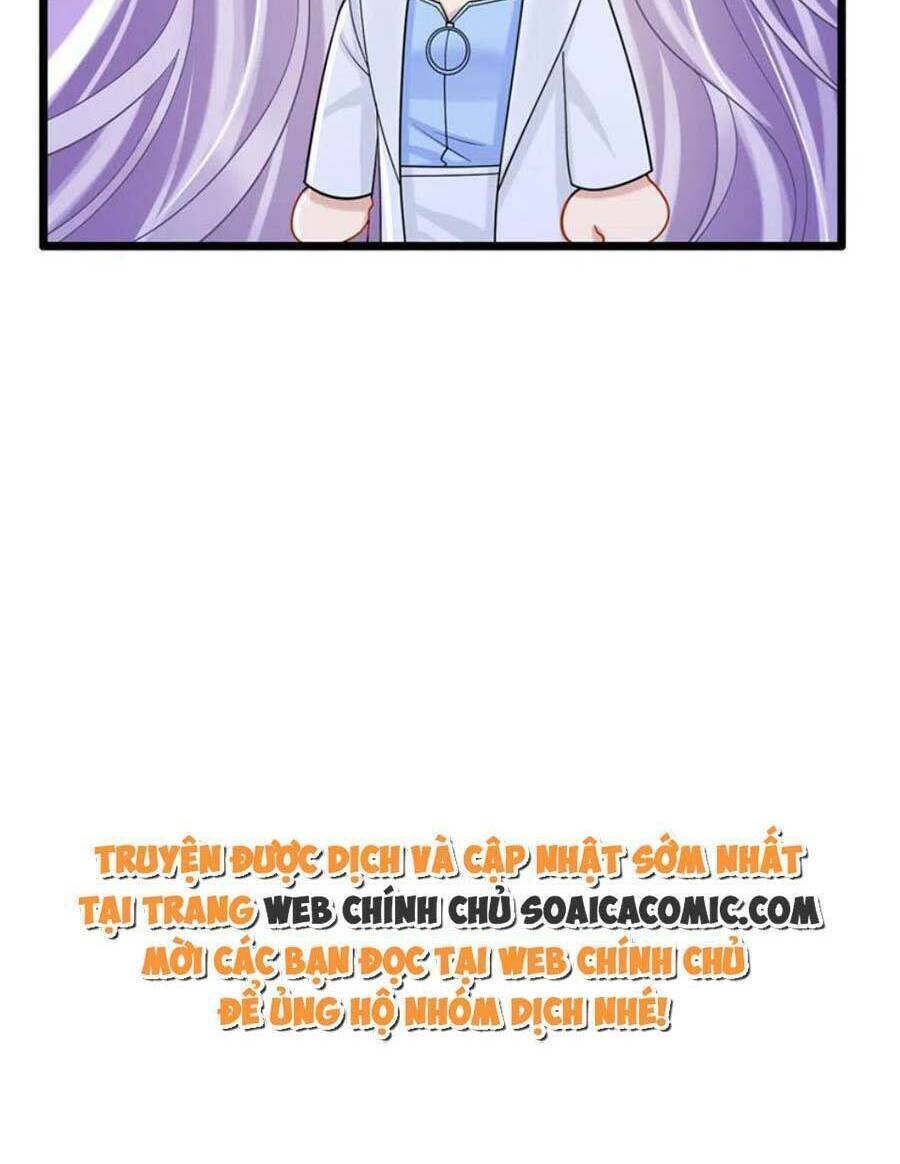 TRUYỆN ĐƯỢC DỊCH VÀ CẬP NHẬT SỚM NHẤT
TẠI TRANG WEB CHÍNH CHỦ SOAICACOMIC.COM
MỜI CÁC BẠN ĐỌC TẠI WEB CHÍNH CHỦ
ĐỂ ỦNG HỘ NHÓM DỊCH NHÉ!